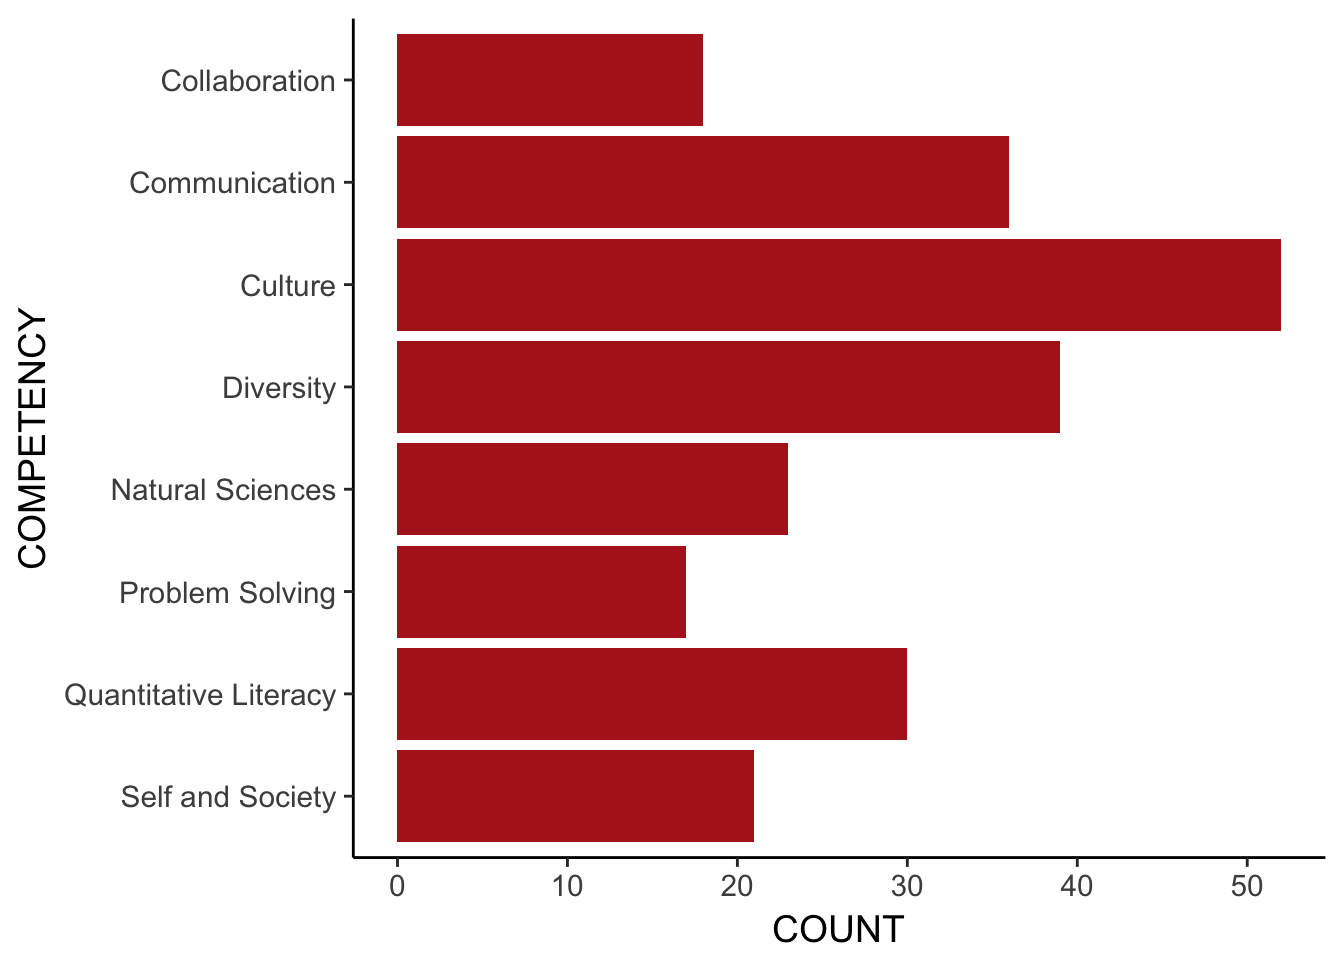 COMPETENCY
Collaboration
Communication
Culture
Diversity
Natural Sciences
Problem Solving
Quantitative Literacy
Self and Society
0 10 20 30 40 50
COUNT